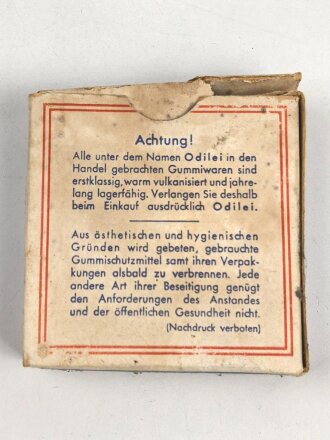 Achtung!
Alle unter dem Namen Odilei in den
Handel gebrachten Gummiwaren sind
erstklassig, warm vulkanisiert und jahre-
lang lagerfähig. Verlangen Sie deshalb
beim Einkauf ausdrücklich Odilei.
Aus ästhetischen und hygienischen
Gründen wird gebeten, gebrauchte
Gummischutzmittel samt ihren Verpak-
kungen alsbald zu verbrennen. Jede
andere Art ihrer Beseitigung genügt
den Anforderungen des Anstandes
und der öffentlichen Gesundheit nicht.
(Nachdruck verboten)